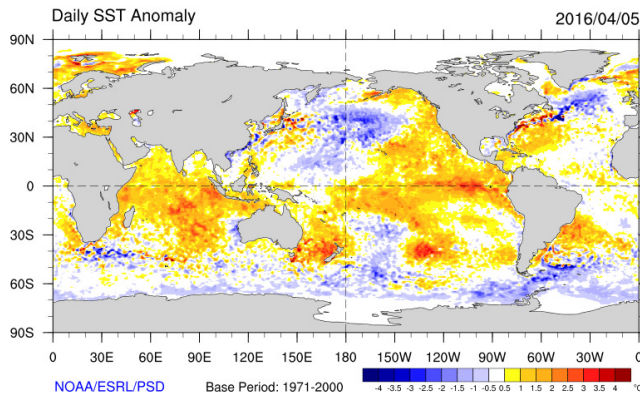 Daily SST Anomaly 2016/04/05
90N
60N
30N
0
30S
60S
90S
0 30E 60E 90E 120E 150E 180 150W 120W 90W 60W 30W 0
NOAA/ESRL/PSD Base Period: 1971-2000
-4 -3.5 -3 -2.5 -2 -1.5 -1 -0.5 0.5 1 1.5 2 2.5 3 3.5 4 °C